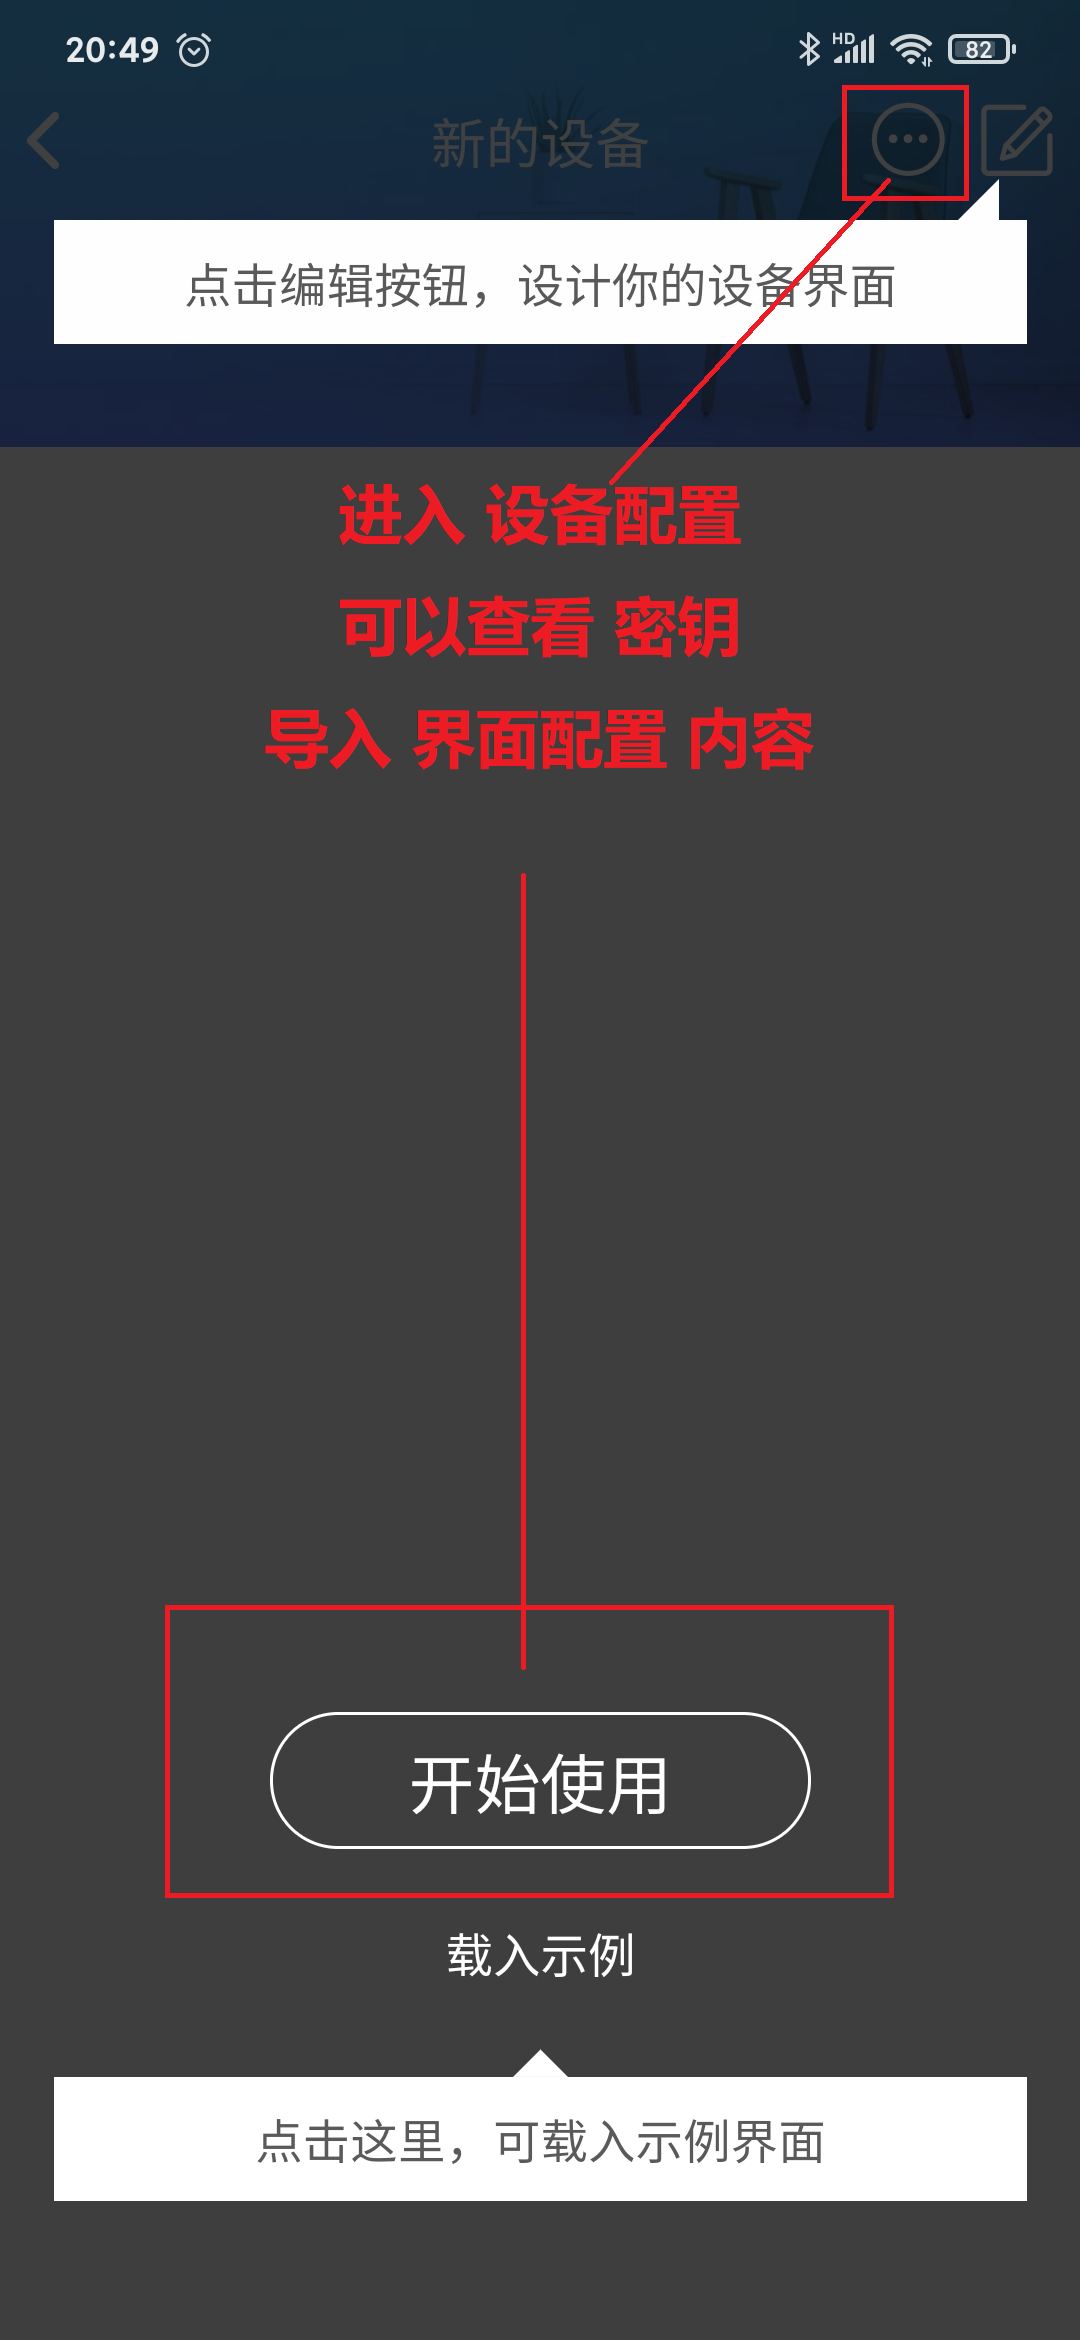 20:49
HD
82
新的设备
点击编辑按钮，设计你的设备界面
进入 设备配置
可以查看 密钥
导入 界面配置 内容
开始使用
载入示例
点击这里，可载入示例界面